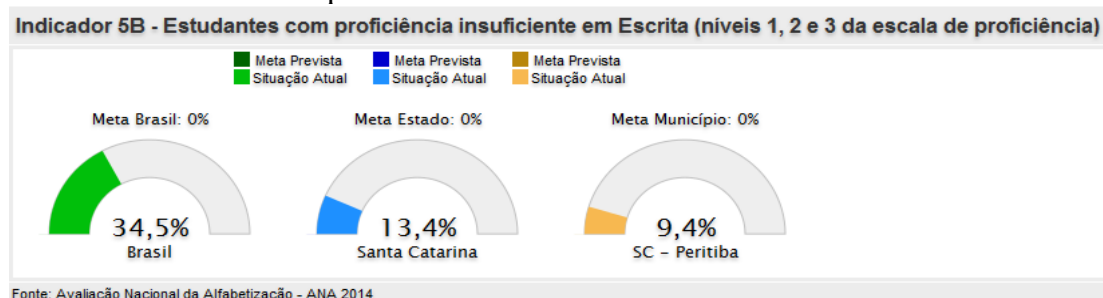 Indicador 5B - Estudantes com proficiência insuficiente em Escrita (níveis 1, 2 e 3 da escala de proficiência)
Meta Prevista Meta Prevista Meta Prevista
Situação Atual Situação Atual Situação Atual
Meta Brasil: 0% Meta Estado: 0% Meta Município: 0%
34,5% 13,4% 9,4%
Brasil Santa Catarina SC - Peritiba
Fonte: Avaliação Nacional da Alfabetização - ANA 2014